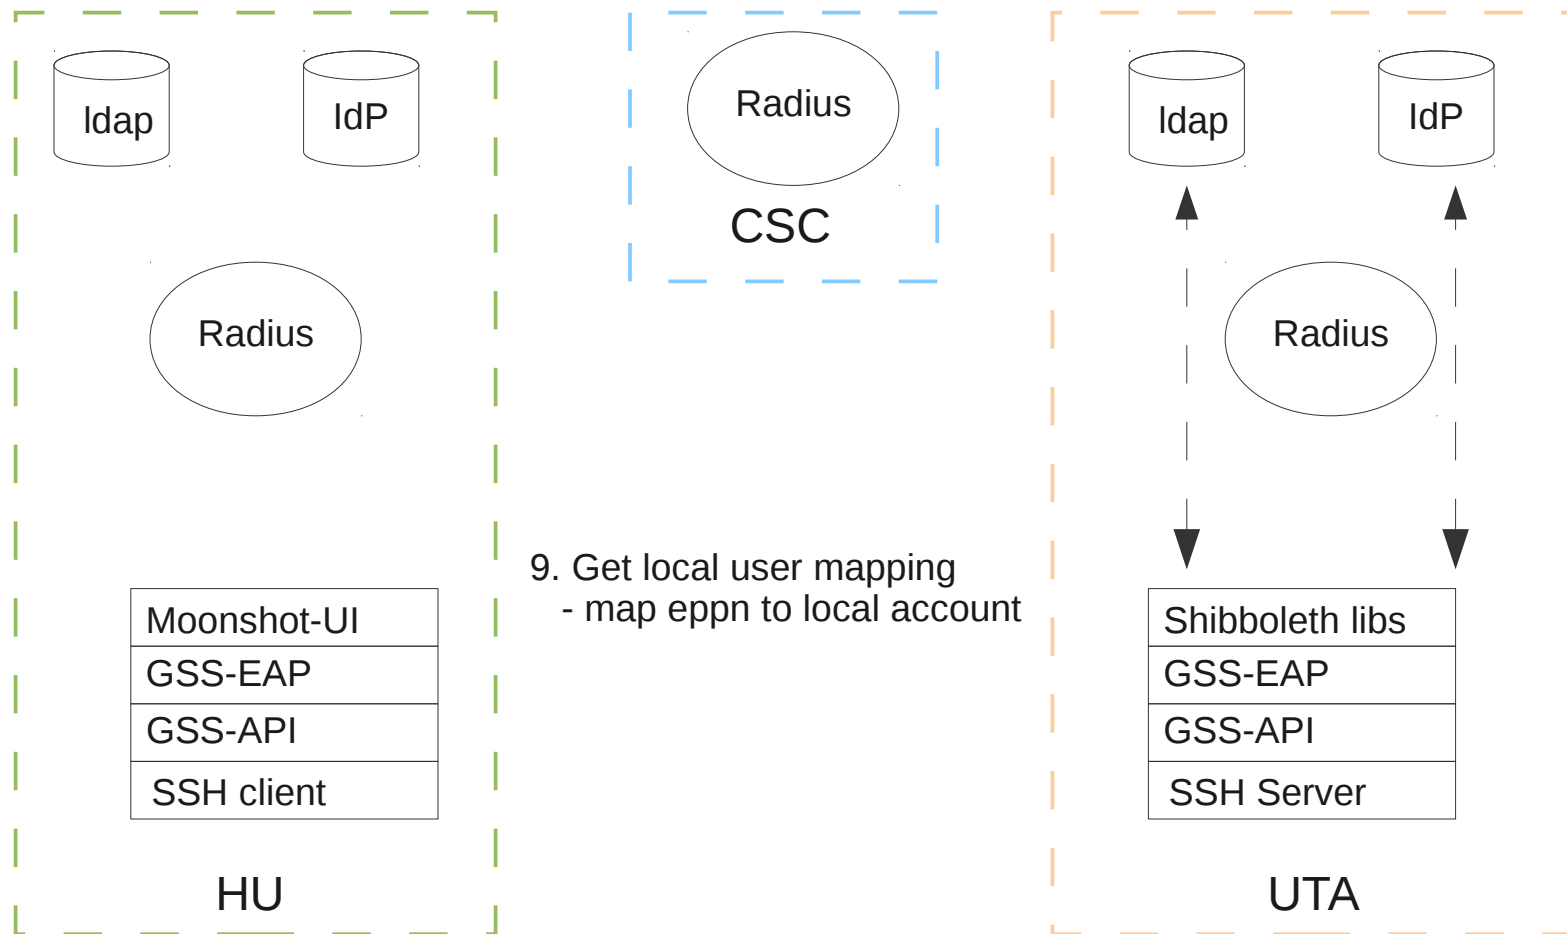 ldap
IdP
Radius
Moonshot-UI
GSS-EAP
GSS-API
SSH client
HU
Radius
CSC
9. Get local user mapping
- map eppn to local account
ldap
IdP
Radius
Shibboleth libs
GSS-EAP
GSS-API
SSH Server
UTA